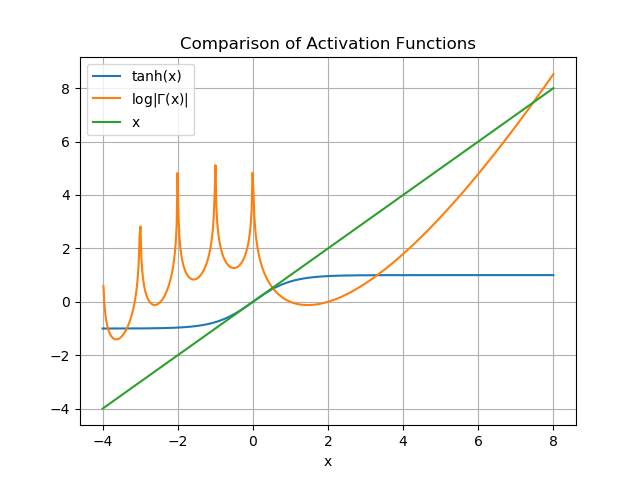 Comparison of Activation Functions
tanh(x)
log|Γ(x)|
x
8
6
4
2
0
−2
−4
−4 −2 0 2 4 6 8
x